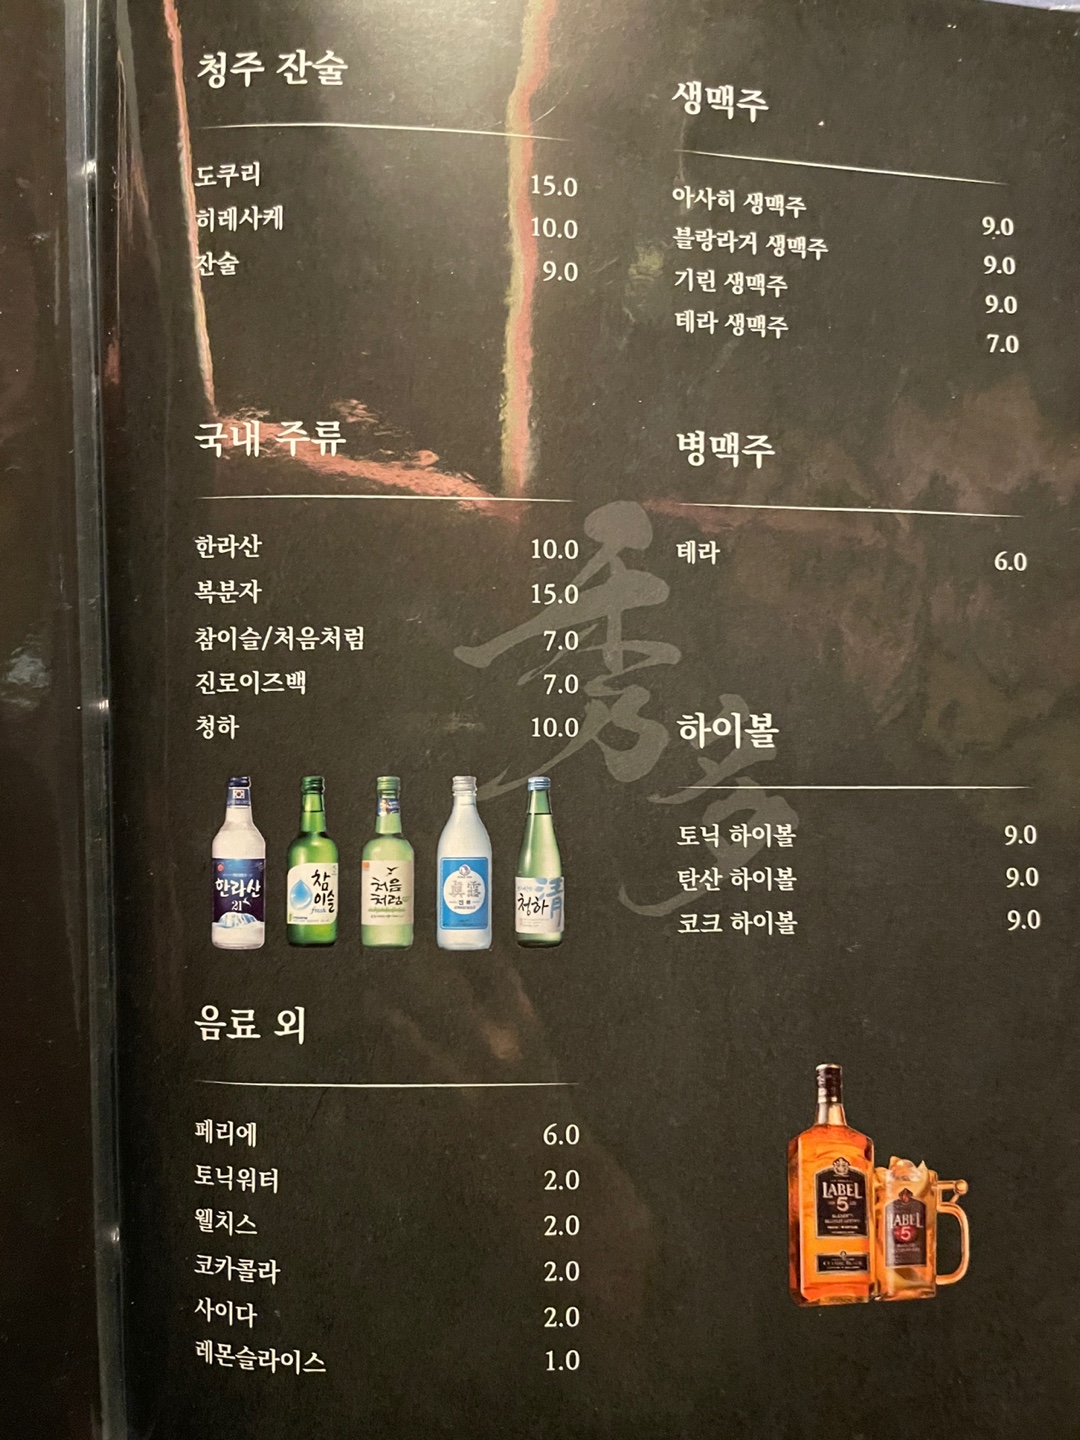 청주 잔술
도쿠리 15.0
히레사케 10.0
잔술 9.0
국내 주류
한라산 10.0
복분자 15.0
참이슬/처음처럼 7.0
진로이즈백 7.0
청하 10.0
한라산
21
참
이슬
fresh
처음
처럼
청하
음료 외
페리에 6.0
토닉워터 2.0
웰치스 2.0
코카콜라 2.0
사이다 2.0
레몬슬라이스 1.0
생맥주
아사히 생맥주 9.0
블랑라거 생맥주 9.0
기린 생맥주 9.0
테라 생맥주 7.0
병맥주
테라 6.0
하이볼
토닉 하이볼 9.0
탄산 하이볼 9.0
코크 하이볼 9.0
LABEL
5
LABEL
5
秀